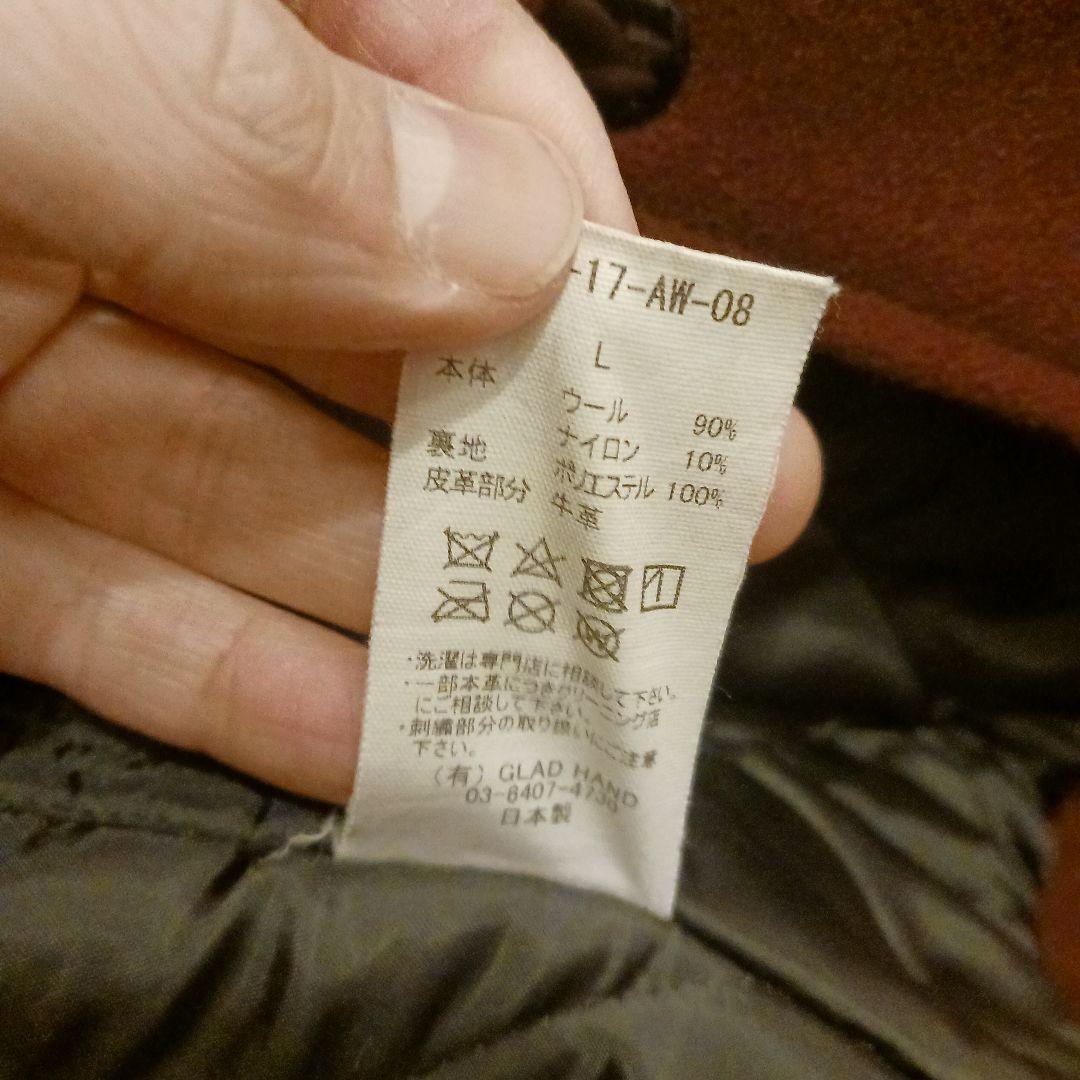 -17-AW-08
L
本体 ウール 90%
ナイロン 10%
裏地 ポリエステル 100%
皮革部分 牛革
・洗濯は専門店に相談して下さい。
・一部本革につきクリーニング店
にご相談して下さい。
・刺繍部分の取り扱いにご注意
下さい。
(有) GLAD HAND
03-6407-4730
日本製